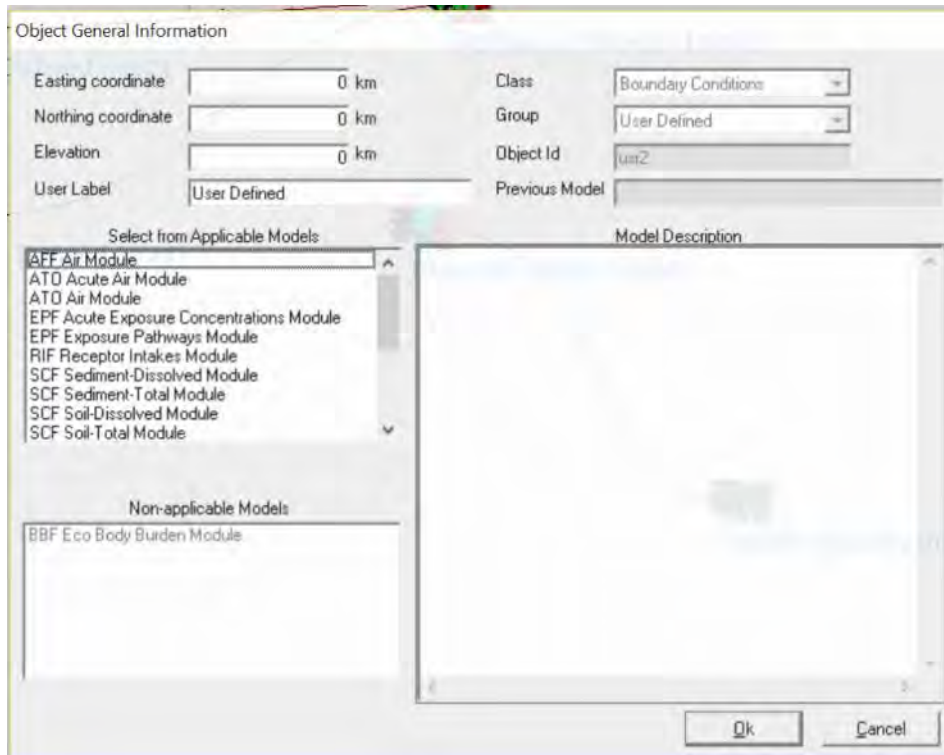 Object General Information
Easting coordinate 0 km Class Boundary Conditions
Northing coordinate 0 km Group User Defined
Elevation 0 km Object Id usr2
User Label User Defined Previous Model
Select from Applicable Models
AFF Air Module
ATO Acute Air Module
ATO Air Module
EPF Acute Exposure Concentrations Module
EPF Exposure Pathways Module
RIF Receptor Intakes Module
SCF Sediment-Dissolved Module
SCF Sediment-Total Module
SCF Soil-Dissolved Module
SCF Soil-Total Module
Model Description
Non-applicable Models
BBF Eco Body Burden Module
Ok Cancel